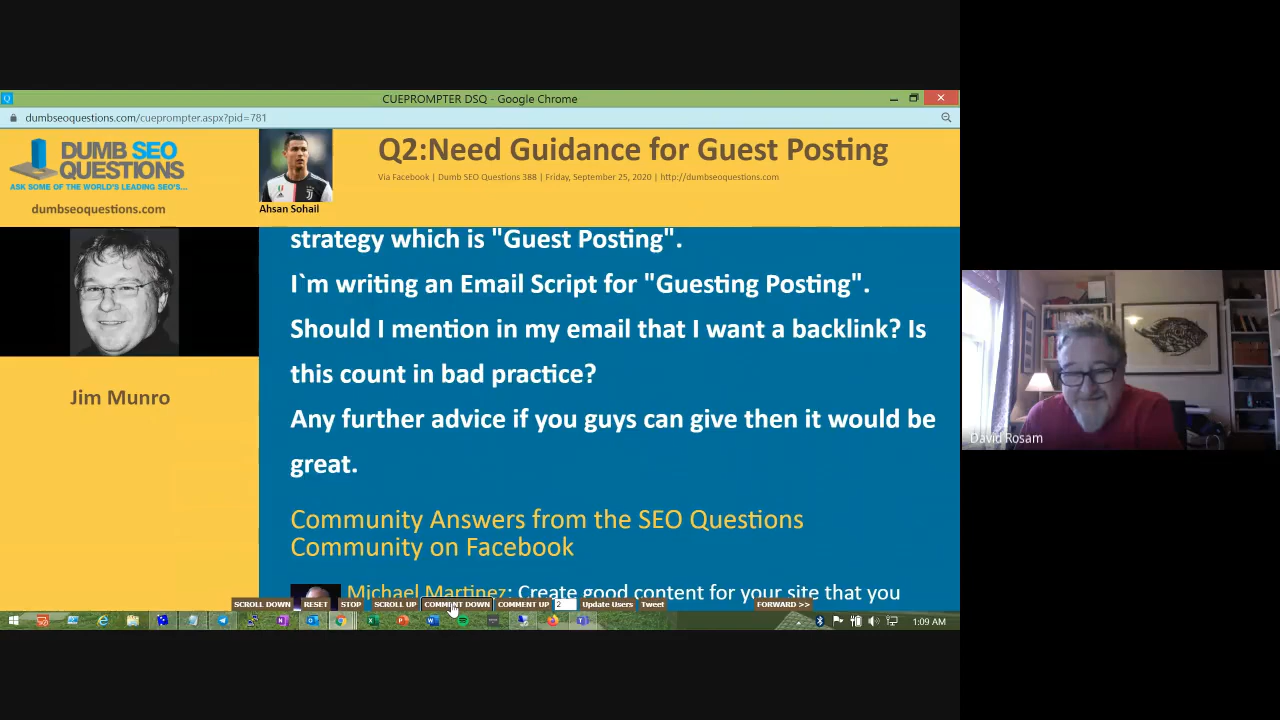 CUEPROMPTER DSQ - Google Chrome
dumbseoquestions.com/cueprompter.aspx?pid=781
DUMB SEO
QUESTIONS
ASK SOME OF THE WORLD'S LEADING SEO'S...
dumbseoquestions.com
Ahsan Sohail
Q2:Need Guidance for Guest Posting
Via Facebook | Dumb SEO Questions 388 | Friday, September 25, 2020 | http://dumbseoquestions.com
Jim Munro
strategy which is "Guest Posting".
I`m writing an Email Script for "Guesting Posting".
Should I mention in my email that I want a backlink? Is
this count in bad practice?
Any further advice if you guys can give then it would be
great.
Community Answers from the SEO Questions
Community on Facebook
Michael Martinez: Create good content for your site that you
SCROLL DOWN RESET STOP SCROLL UP COMMENT DOWN COMMENT UP 2 Update Users Tweet FORWARD >>
1:09 AM
David Rosam